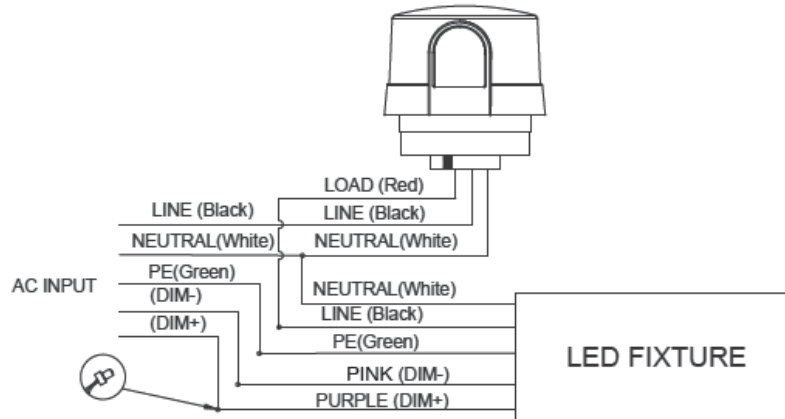 LOAD (Red)
LINE (Black) LINE (Black)
NEUTRAL(White) NEUTRAL(White)
PE(Green)
AC INPUT
(DIM-)
NEUTRAL(White)
(DIM+)
LINE (Black)
PE(Green)
LED FIXTURE
PINK (DIM-)
PURPLE (DIM+)